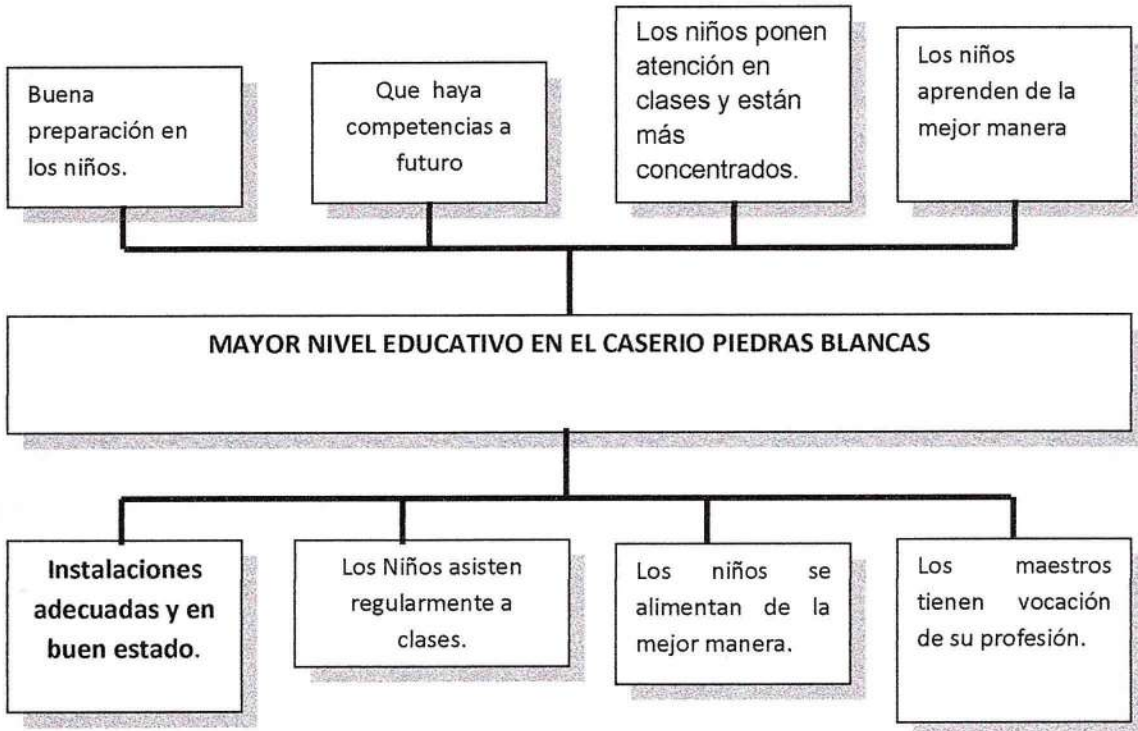 Buena
preparación en
los niños.
Que haya
competencias a
futuro
Los niños ponen
atención en
clases y están
más
concentrados.
Los niños
aprenden de la
mejor manera
MAYOR NIVEL EDUCATIVO EN EL CASERIO PIEDRAS BLANCAS
Instalaciones
adecuadas y en
buen estado.
Los Niños asisten
regularmente a
clases.
Los niños se
alimentan de la
mejor manera.
Los maestros
tienen vocación
de su profesión.